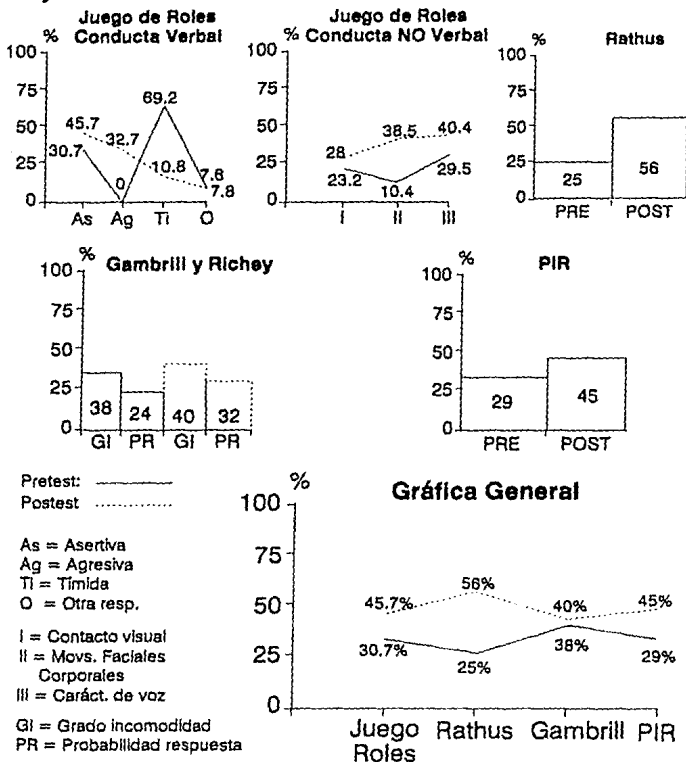 Juego de Roles
Conducta Verbal
%
100
75
50
25
0
69.2
45.7
32.7
30.7
0
10.8
7.8
7.8
As Ag Ti O
Juego de Roles
Conducta NO Verbal
%
100
75
50
25
0
28
38.5
40.4
23.2
10.4
29.5
I II III
Rathus
%
100
75
50
25
0
25
56
PRE POST
Gambrill y Richey
%
100
75
50
25
0
38 24 40 32
GI PR GI PR
PIR
%
100
75
50
25
0
29
45
PRE POST
Pretest:
Postest
As = Asertiva
Ag = Agresiva
Ti = Tímida
O = Otra resp.
I = Contacto visual
II = Movs. Faciales
Corporales
III = Caráct. de voz
GI = Grado incomodidad
PR = Probabilidad respuesta
Gráfica General
%
100
75
50
25
0
45.7% 56% 40% 45%
30.7% 25% 38% 29%
Juego Rathus Gambrill PIR
Roles